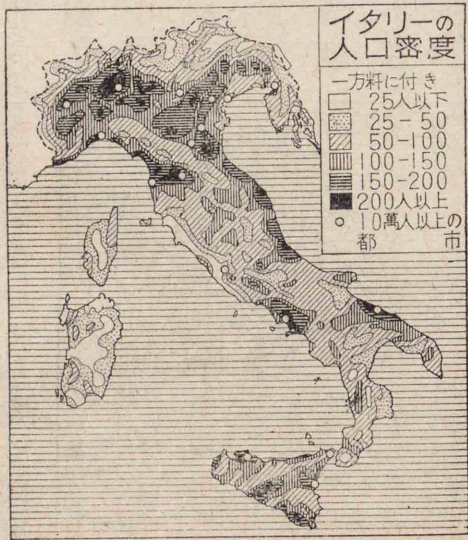 イタリーの
人口密度
一方粁に付き
25人以下
25-50
50-100
100-150
150-200
200人以上
10萬人以上の
都市